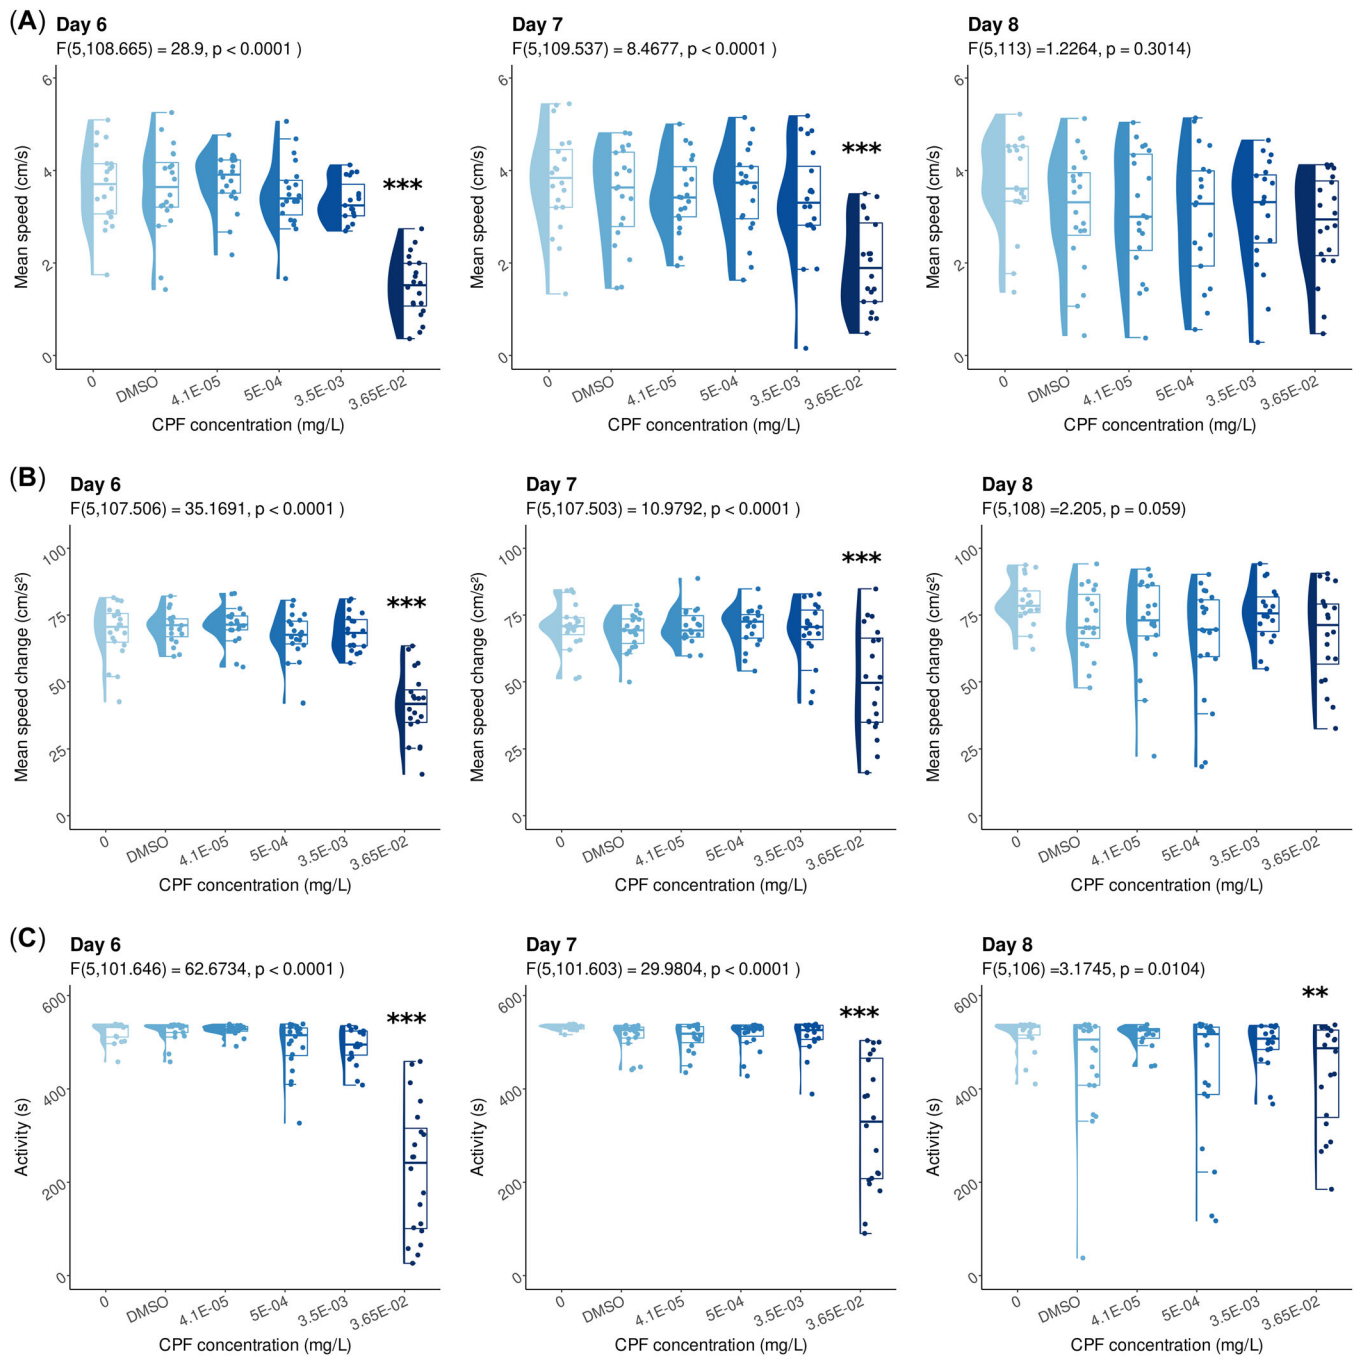 (A)
Day 6
F(5,108.665) = 28.9, p < 0.0001 )
Mean speed (cm/s)
6
4
2
0
***
0 DMSO 4.1E-05 5E-04 3.5E-03 3.65E-02
CPF concentration (mg/L)
Day 7
F(5,109.537) = 8.4677, p < 0.0001 )
Mean speed (cm/s)
6
4
2
0
***
0 DMSO 4.1E-05 5E-04 3.5E-03 3.65E-02
CPF concentration (mg/L)
Day 8
F(5,113) =1.2264, p = 0.3014)
Mean speed (cm/s)
6
4
2
0
0 DMSO 4.1E-05 5E-04 3.5E-03 3.65E-02
CPF concentration (mg/L)
(B)
Day 6
F(5,107.506) = 35.1691, p < 0.0001 )
Mean speed change (cm/s²)
100
75
50
25
0
***
0 DMSO 4.1E-05 5E-04 3.5E-03 3.65E-02
CPF concentration (mg/L)
Day 7
F(5,107.503) = 10.9792, p < 0.0001 )
Mean speed change (cm/s²)
100
75
50
25
0
***
0 DMSO 4.1E-05 5E-04 3.5E-03 3.65E-02
CPF concentration (mg/L)
Day 8
F(5,108) =2.205, p = 0.059)
Mean speed change (cm/s²)
100
75
50
25
0
0 DMSO 4.1E-05 5E-04 3.5E-03 3.65E-02
CPF concentration (mg/L)
(C)
Day 6
F(5,101.646) = 62.6734, p < 0.0001 )
Activity (s)
600
400
200
0
***
0 DMSO 4.1E-05 5E-04 3.5E-03 3.65E-02
CPF concentration (mg/L)
Day 7
F(5,101.603) = 29.9804, p < 0.0001 )
Activity (s)
600
400
200
0
***
0 DMSO 4.1E-05 5E-04 3.5E-03 3.65E-02
CPF concentration (mg/L)
Day 8
F(5,106) =3.1745, p = 0.0104)
Activity (s)
600
400
200
0
**
0 DMSO 4.1E-05 5E-04 3.5E-03 3.65E-02
CPF concentration (mg/L)